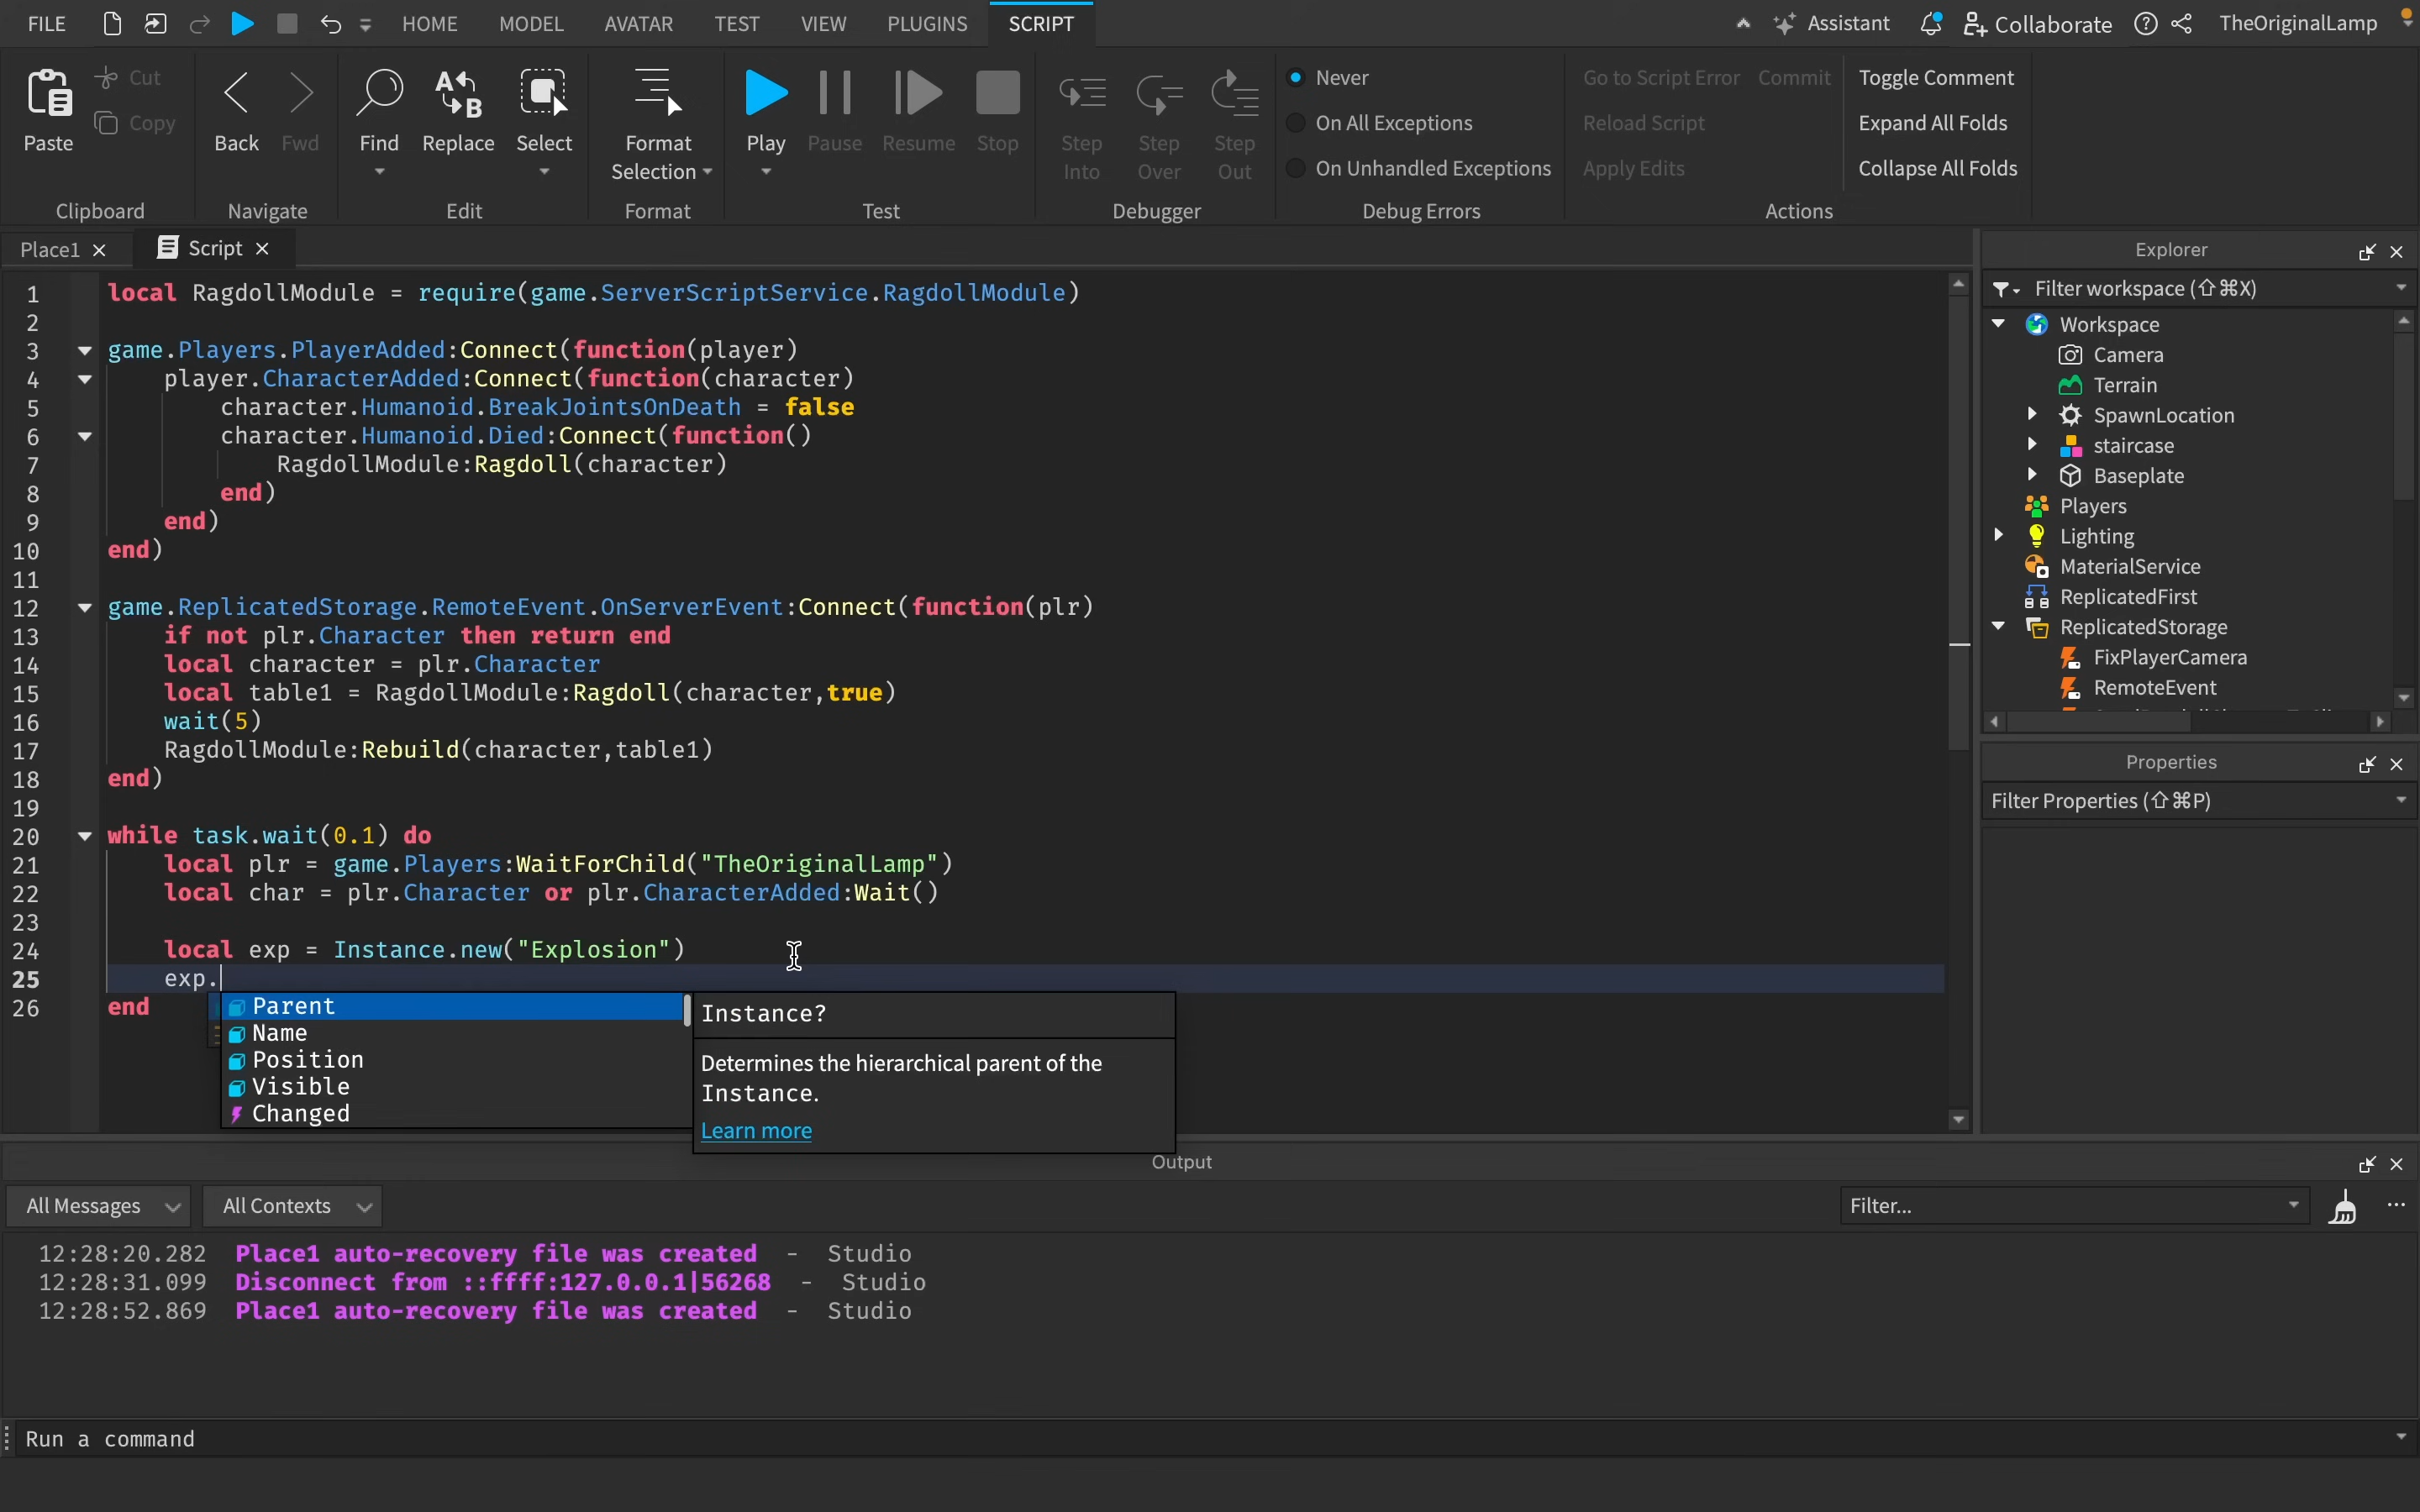 FILE HOME MODEL AVATAR TEST VIEW PLUGINS SCRIPT Assistant Collaborate TheOriginalLamp
Paste Cut Copy
Clipboard
Back Fwd
Navigate
Find Replace Select
Edit
Format Selection
Format
Play Pause Resume Stop
Test
Step Into Step Over Step Out
Debugger
Never
On All Exceptions
On Unhandled Exceptions
Debug Errors
Go to Script Error Commit
Reload Script
Apply Edits
Toggle Comment
Expand All Folds
Collapse All Folds
Actions
Place1 Script
1 local RagdollModule = require(game.ServerScriptService.RagdollModule)
2
3 game.Players.PlayerAdded:Connect(function(player)
4 player.CharacterAdded:Connect(function(character)
5 character.Humanoid.BreakJointsOnDeath = false
6 character.Humanoid.Died:Connect(function()
7 RagdollModule:Ragdoll(character)
8 end)
9 end)
10 end)
11
12 game.ReplicatedStorage.RemoteEvent.OnServerEvent:Connect(function(plr)
13 if not plr.Character then return end
14 local character = plr.Character
15 local table1 = RagdollModule:Ragdoll(character,true)
16 wait(5)
17 RagdollModule:Rebuild(character,table1)
18 end)
19
20 while task.wait(0.1) do
21 local plr = game.Players:WaitForChild("TheOriginalLamp")
22 local char = plr.Character or plr.CharacterAdded:Wait()
23
24 local exp = Instance.new("Explosion")
25 exp.
26 end
Parent
Name
Position
Visible
Changed
Instance?
Determines the hierarchical parent of the
Instance.
Learn more
Explorer
Filter workspace (⇧⌘X)
Workspace
Camera
Terrain
SpawnLocation
staircase
Baseplate
Players
Lighting
MaterialService
ReplicatedFirst
ReplicatedStorage
FixPlayerCamera
RemoteEvent
Properties
Filter Properties (⇧⌘P)
Output
All Messages All Contexts Filter...
12:28:20.282 Place1 auto-recovery file was created - Studio
12:28:31.099 Disconnect from ::ffff:127.0.0.1|56268 - Studio
12:28:52.869 Place1 auto-recovery file was created - Studio
Run a command